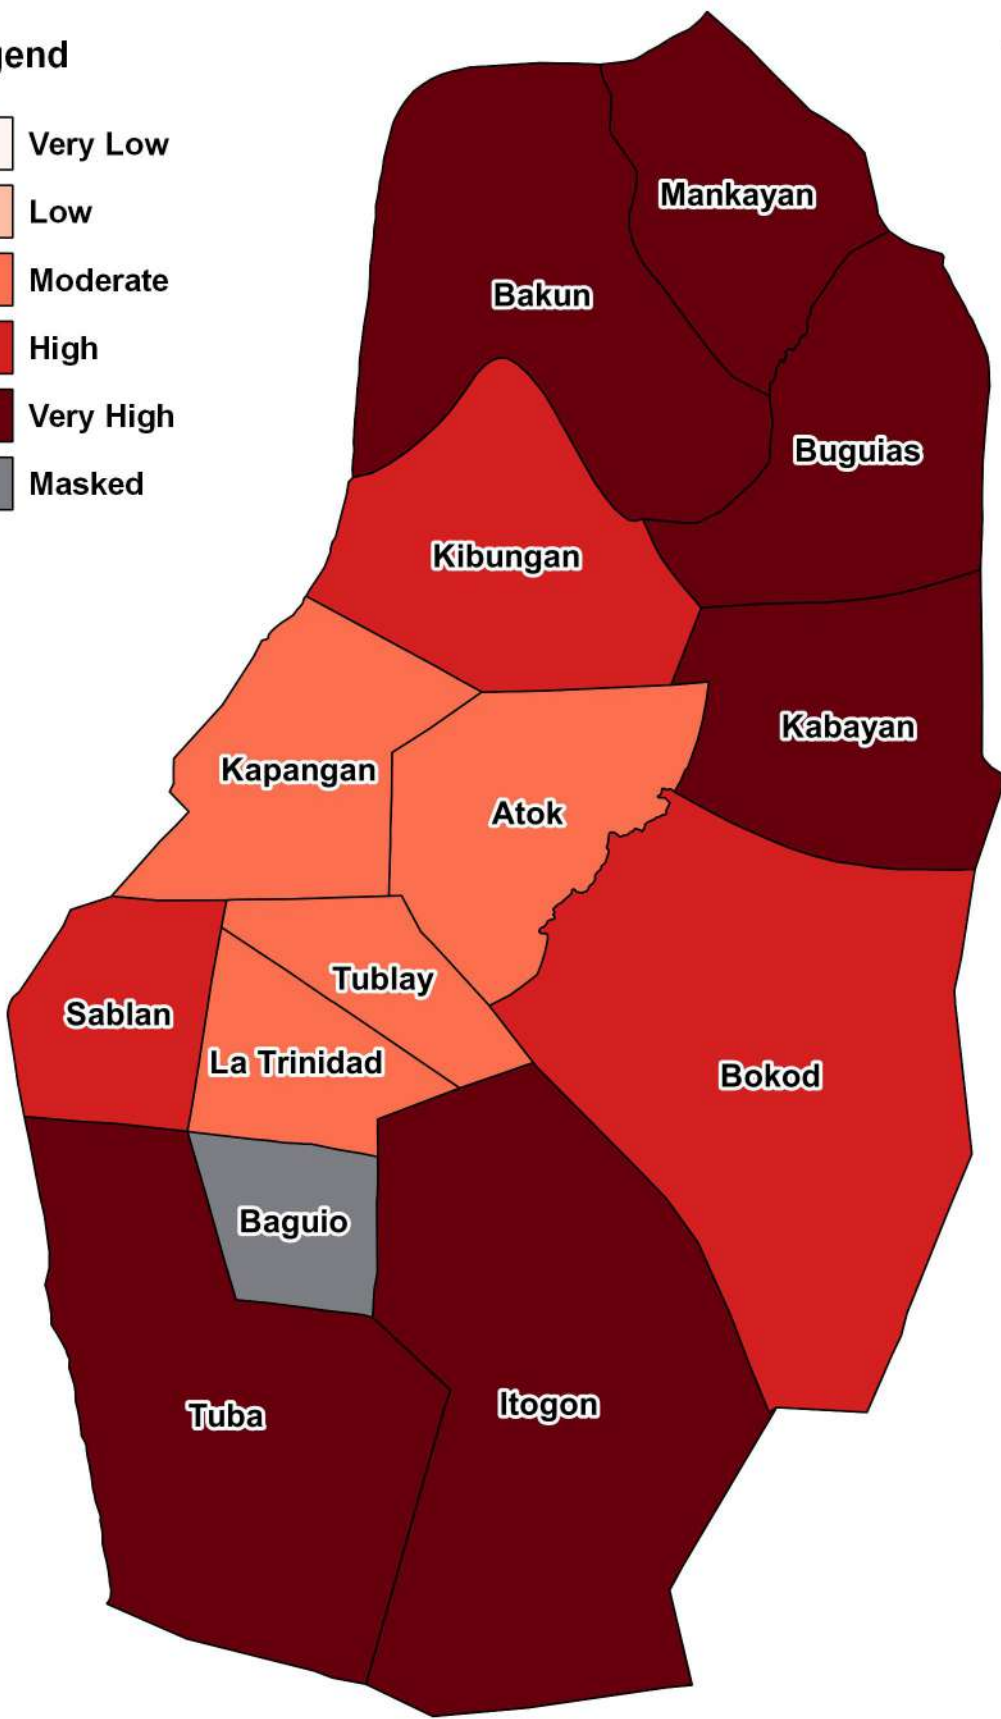 gend
Very Low
Low
Moderate
High
Very High
Masked
Mankayan
Bakun
Buguias
Kibungan
Kabayan
Kapangan
Atok
Tublay
Sablan
La Trinidad
Bokod
Baguio
Itogon
Tuba